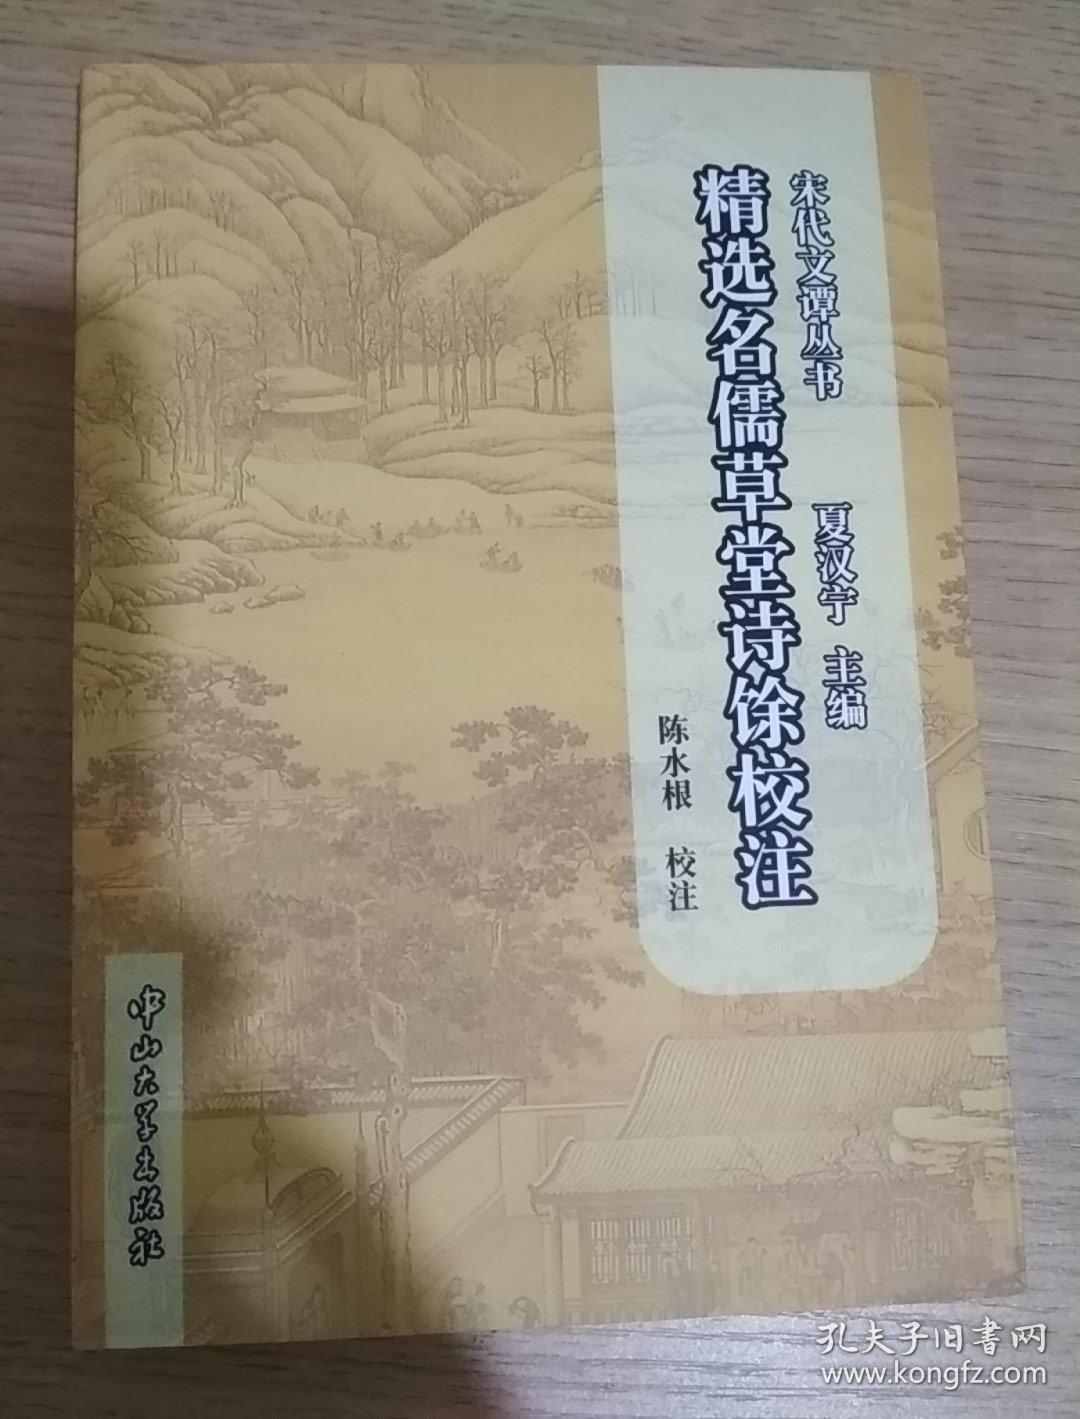 宋代文谭丛书 夏汉宁 主编
精选名儒草堂诗馀校注
陈水根 校注
中山大学出版社
孔夫子旧書网
www.kongfz.com